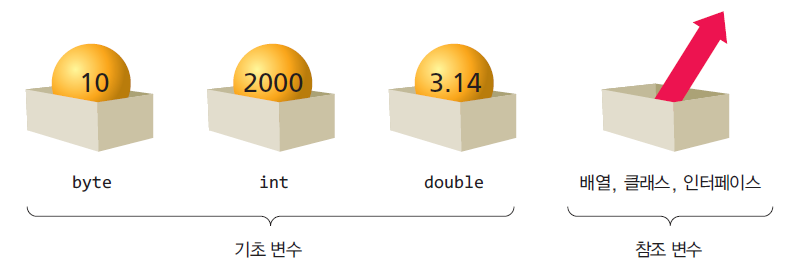 10 2000 3.14
byte int double 배열, 클래스, 인터페이스
기초 변수 참조 변수